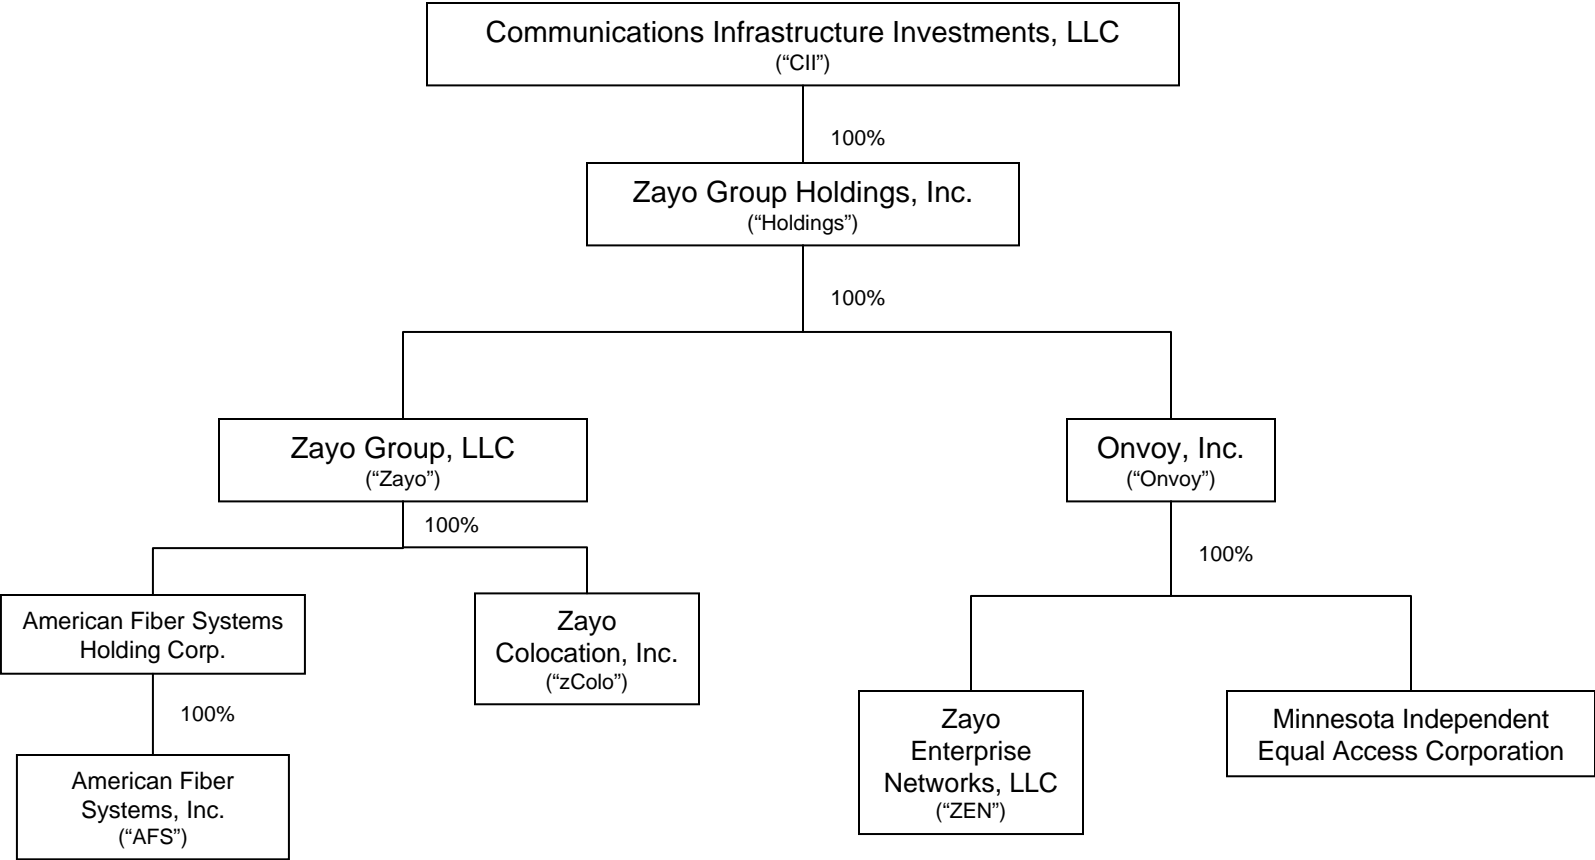 Communications Infrastructure Investments, LLC
(“CII”)
100%
Zayo Group Holdings, Inc.
(“Holdings”)
100%
Zayo Group, LLC
(“Zayo”)
Onvoy, Inc.
(“Onvoy”)
100%
100%
American Fiber Systems
Holding Corp.
Zayo
Colocation, Inc.
(“zColo”)
100%
American Fiber
Systems, Inc.
(“AFS”)
Zayo
Enterprise
Networks, LLC
(“ZEN”)
Minnesota Independent
Equal Access Corporation